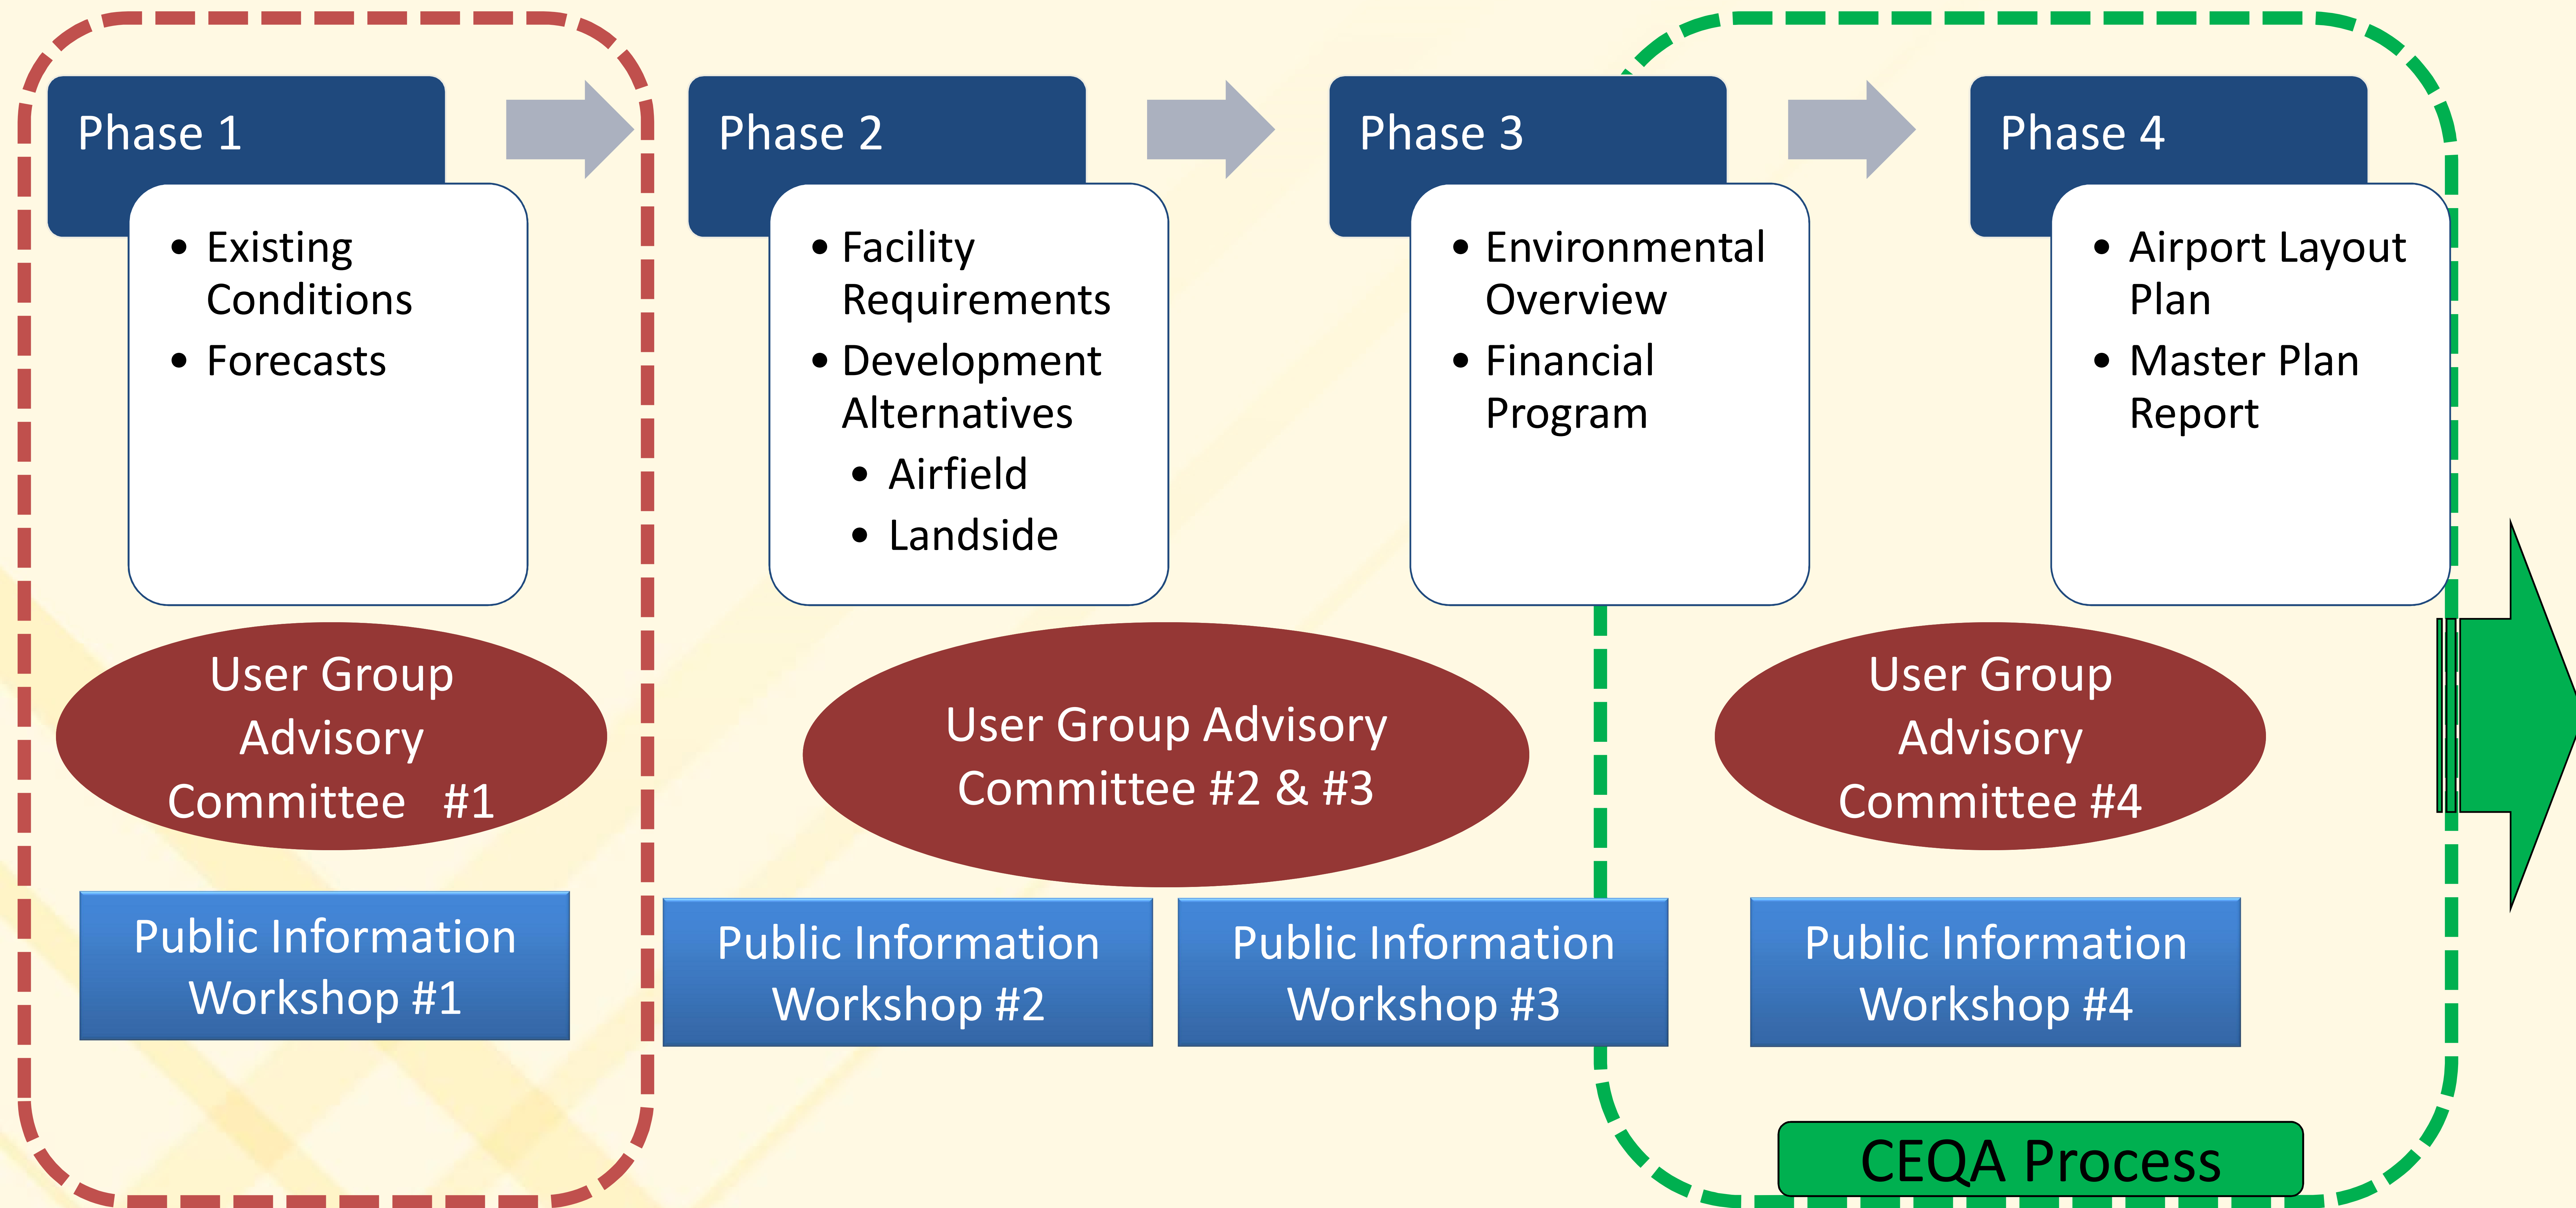 Phase 1
• Existing
Conditions
• Forecasts
User Group
Advisory
Committee #1
Public Information
Workshop #1
Phase 2
• Facility
Requirements
• Development
Alternatives
• Airfield
• Landside
User Group Advisory
Committee #2 & #3
Public Information
Workshop #2
Phase 3
• Environmental
Overview
• Financial
Program
Public Information
Workshop #3
Phase 4
• Airport Layout
Plan
• Master Plan
Report
User Group
Advisory
Committee #4
Public Information
Workshop #4
CEQA Process